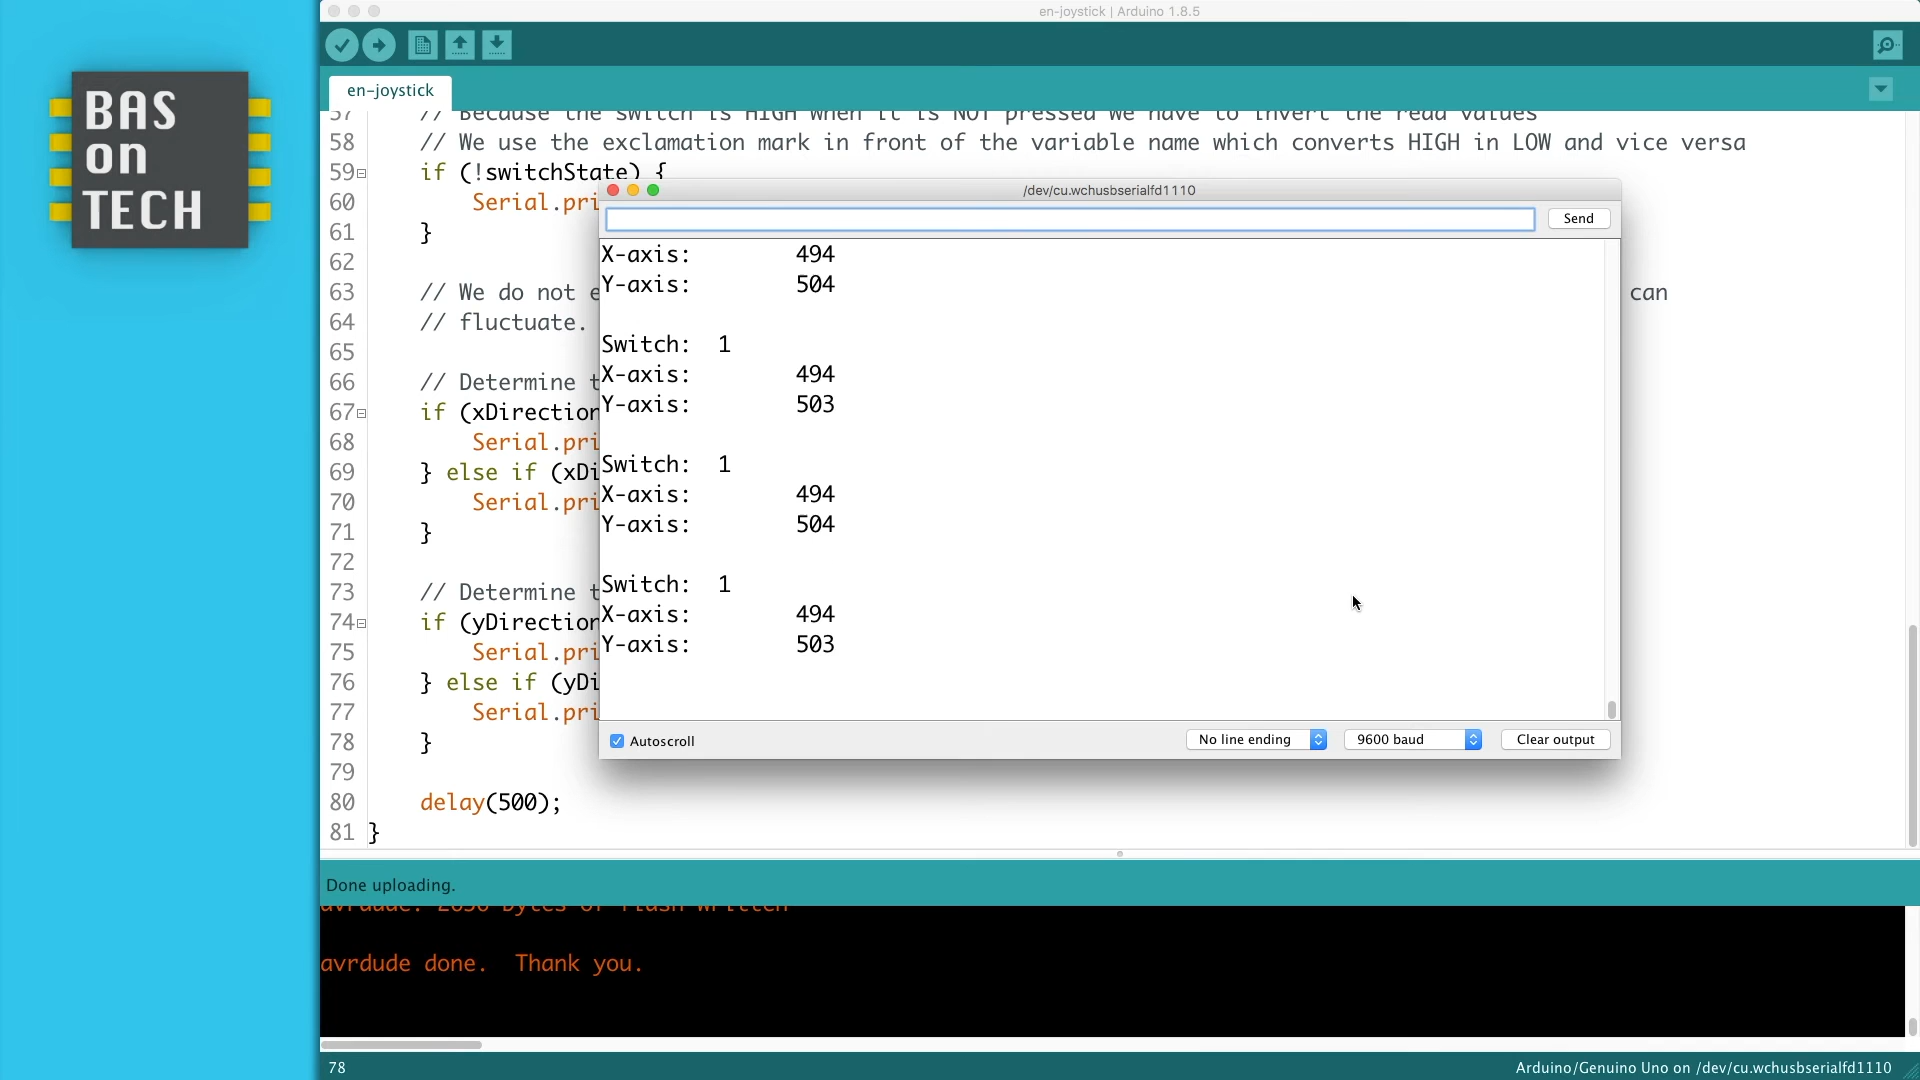 en-joystick | Arduino 1.8.5
BAS
on
TECH
en-joystick
57 // Because the switch is HIGH when it is NOT pressed we have to invert the read values
58 // We use the exclamation mark in front of the variable name which converts HIGH in LOW and vice versa
59 if (!switchState) {
60 Serial.pri
61 }
62
63 // We do not e can
64 // fluctuate.
65
66 // Determine t
67 if (xDirection
68 Serial.pri
69 } else if (xDi
70 Serial.pri
71 }
72
73 // Determine t
74 if (yDirection
75 Serial.pri
76 } else if (yDi
77 Serial.pri
78 }
79
80 delay(500);
81 }
/dev/cu.wchusbserialfd1110
Send
X-axis: 494
Y-axis: 504
Switch: 1
X-axis: 494
Y-axis: 503
Switch: 1
X-axis: 494
Y-axis: 504
Switch: 1
X-axis: 494
Y-axis: 503
Autoscroll
No line ending
9600 baud
Clear output
Done uploading.
bytes of flash written
avrdude done.  Thank you.
78
Arduino/Genuino Uno on /dev/cu.wchusbserialfd1110